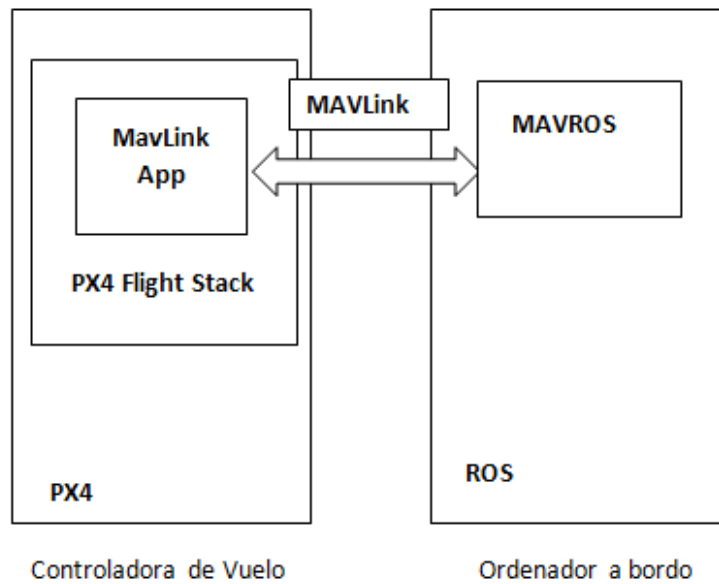 MAVLink
MavLink
App
MAVROS
PX4 Flight Stack
PX4
ROS
Controladora de Vuelo
Ordenador a bordo